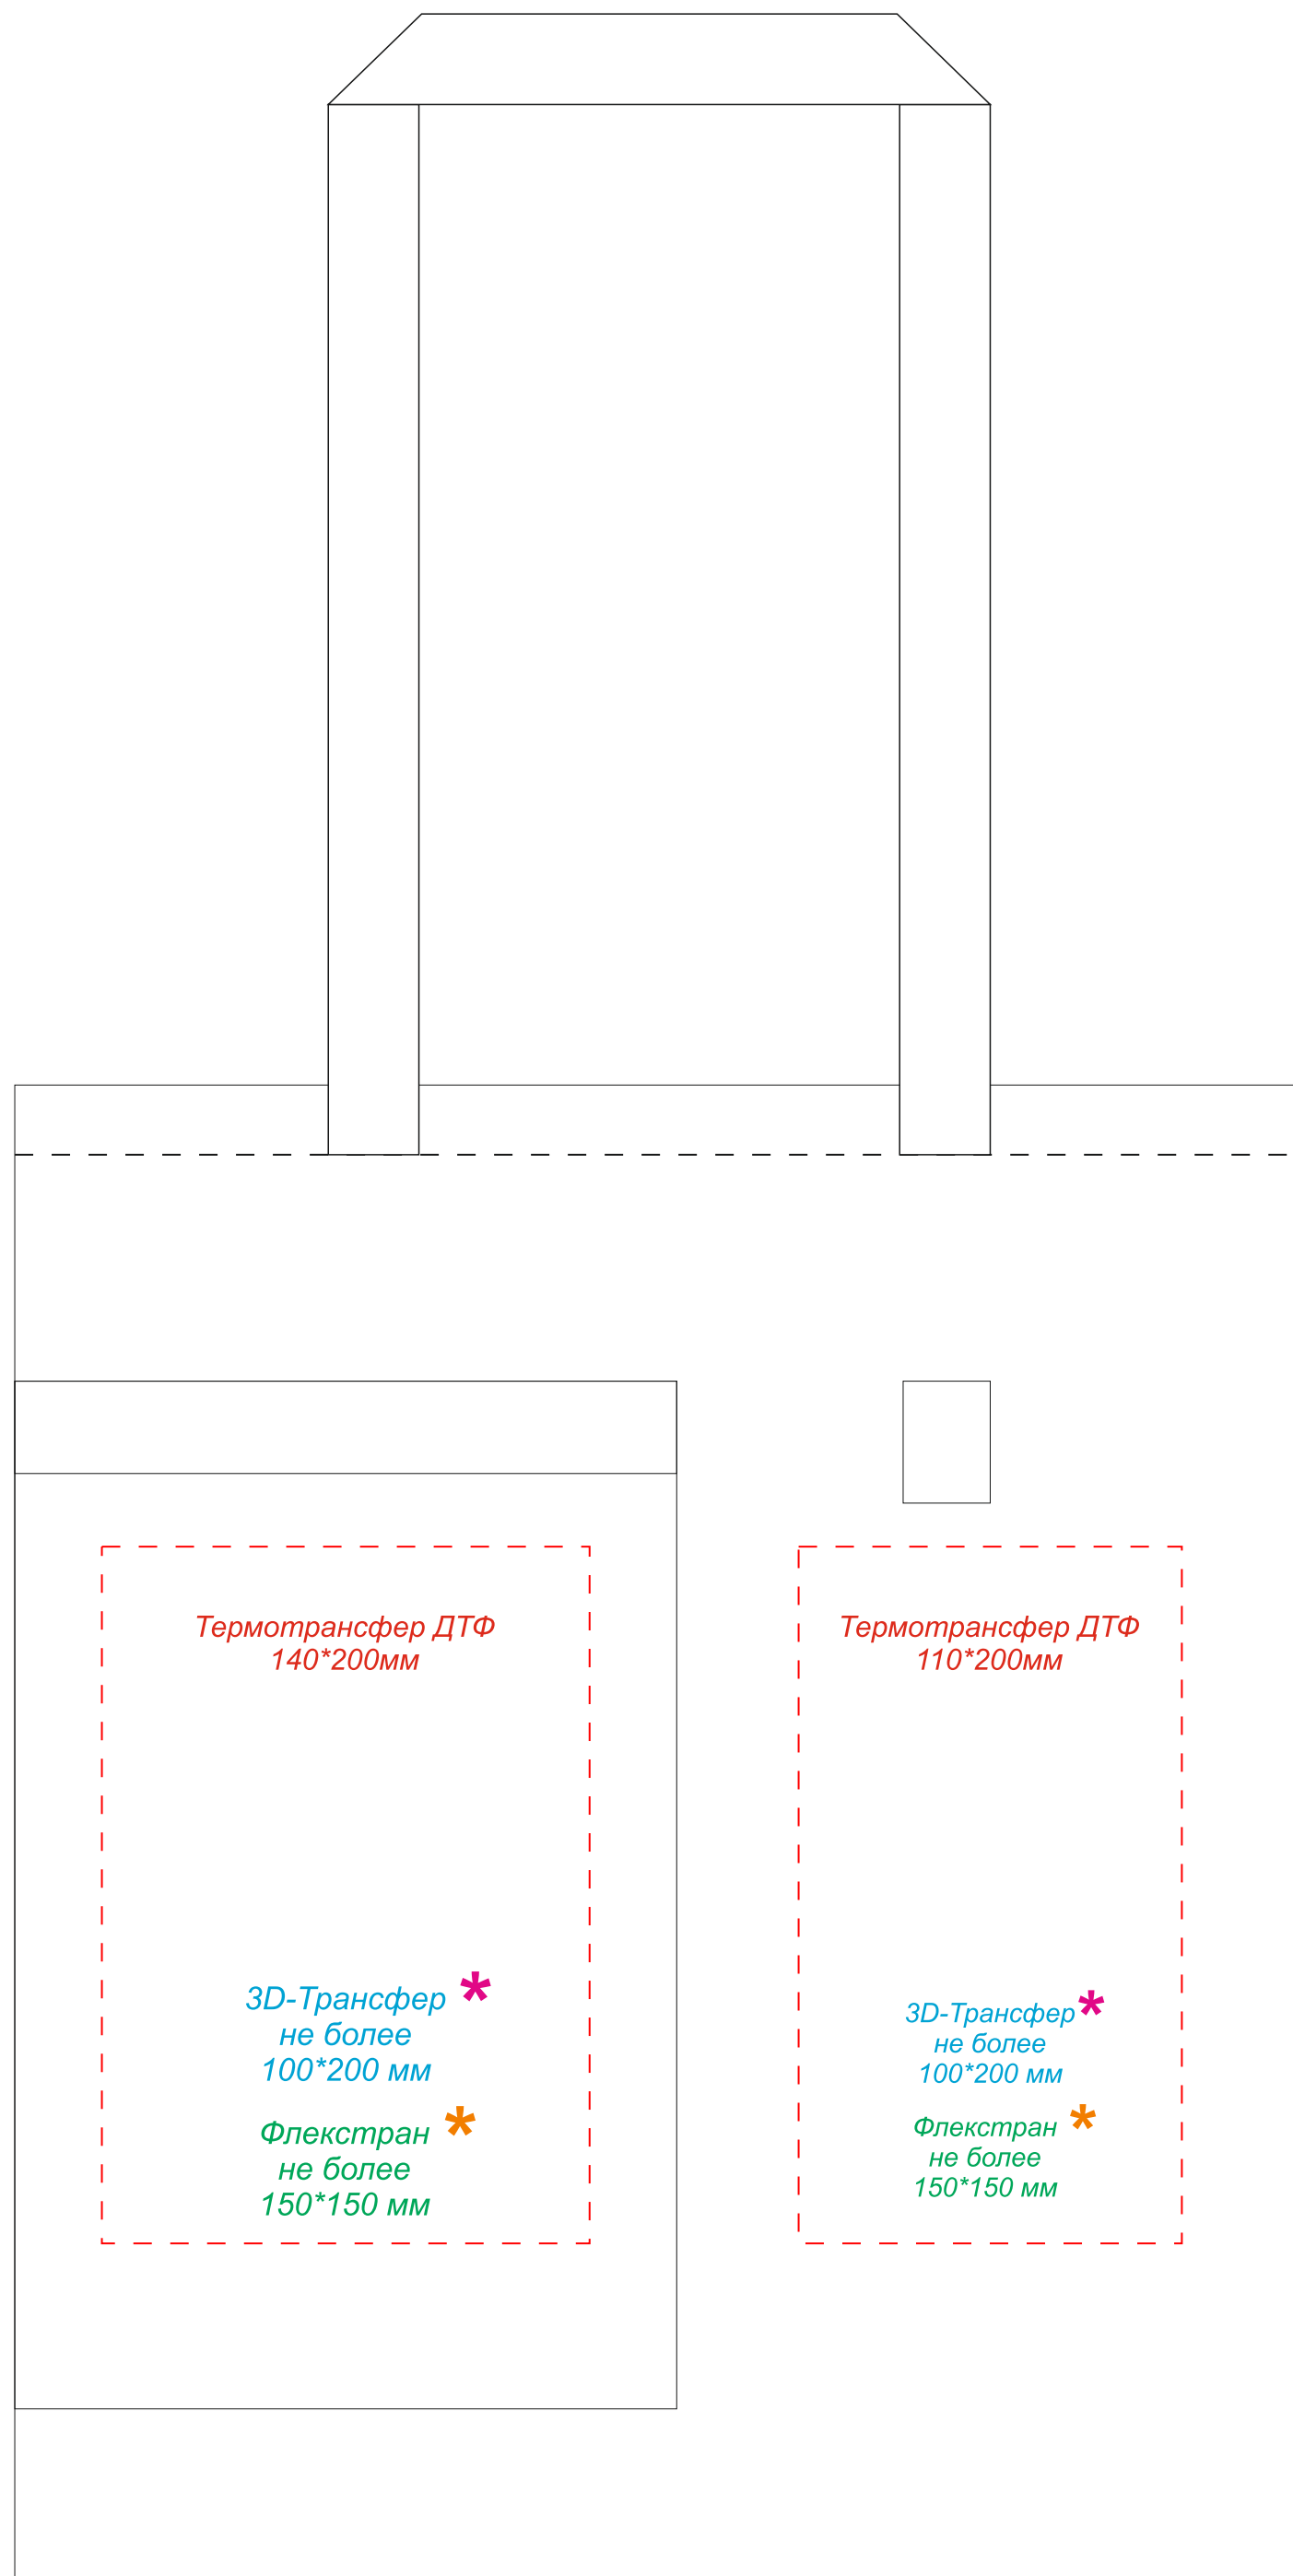 Термотрансфер ДТФ
140*200мм
3D-Трансфер *
не более
100*200 мм
Флекстран *
не более
150*150 мм
Термотрансфер ДТФ
110*200мм
3D-Трансфер*
не более
100*200 мм
Флекстран *
не более
150*150 мм